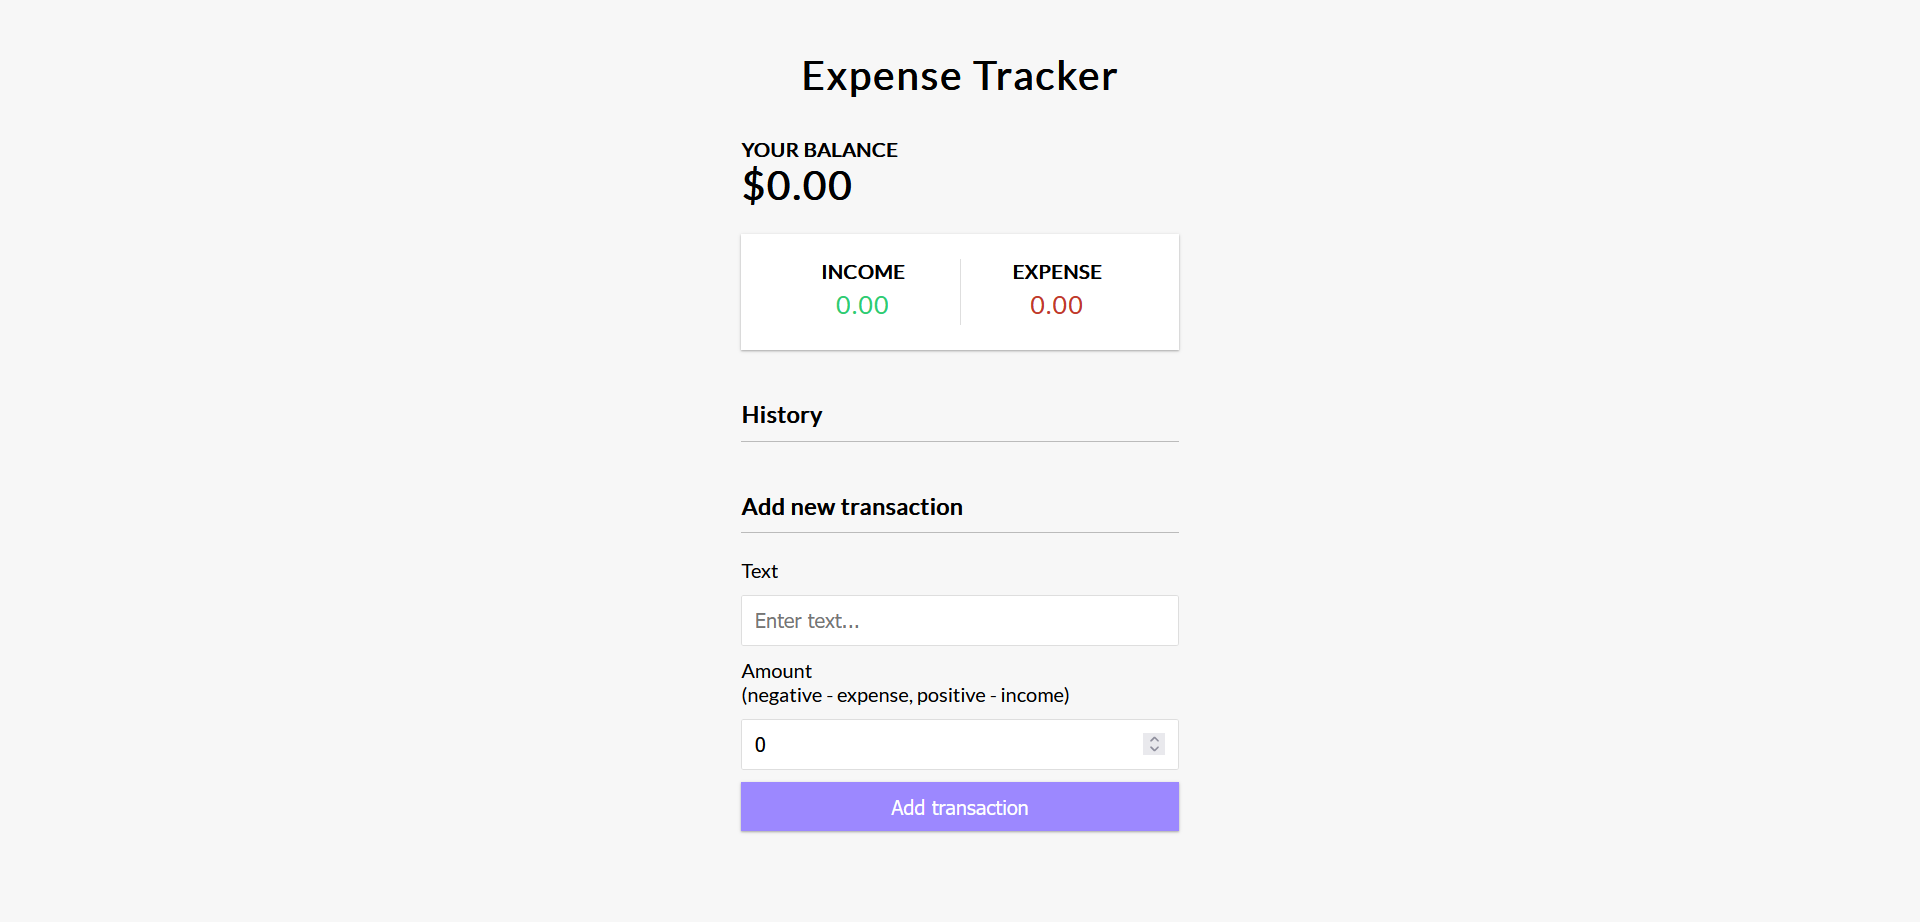 Expense Tracker
YOUR BALANCE
$0.00
INCOME
EXPENSE
0.00
0.00
History
Add new transaction
Text
Enter text...
Amount
(negative - expense, positive - income)
0
Add transaction